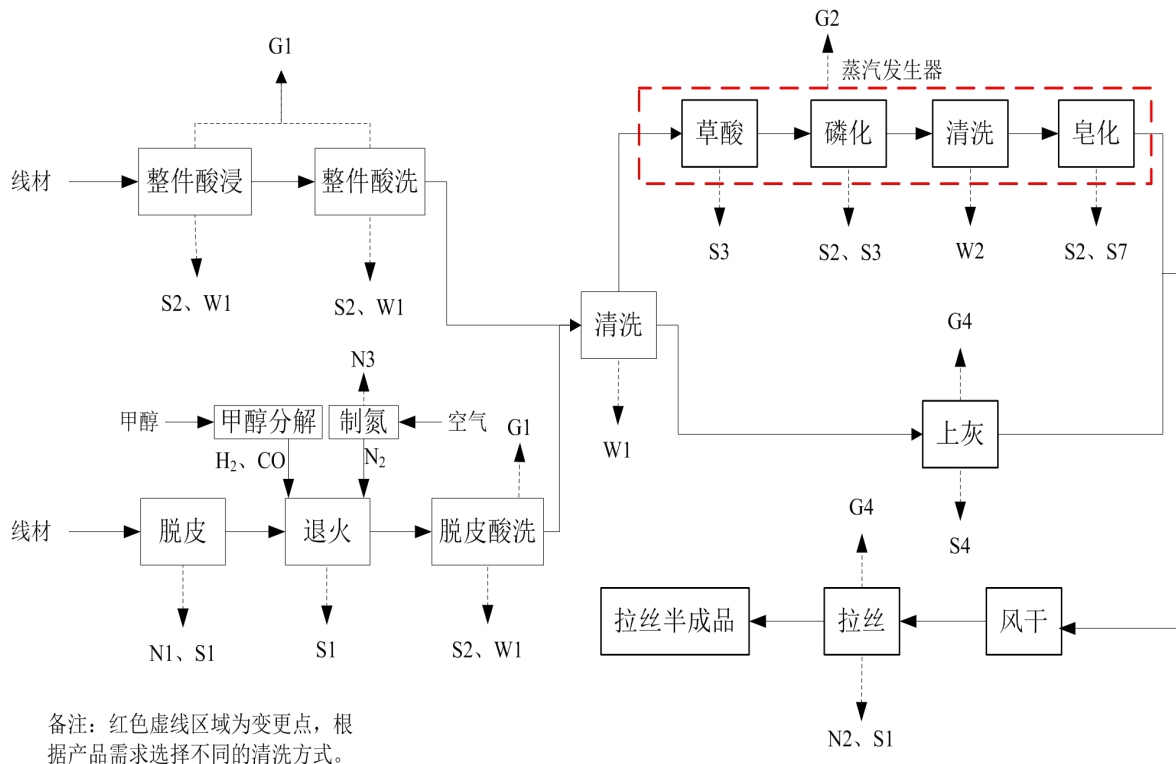 G1
G2
蒸汽发生器
线材
整件酸浸
整件酸洗
草酸
磷化
清洗
皂化
S3
S2、S3
W2
S2、S7
S2、W1
S2、W1
清洗
W1
N3
甲醇
甲醇分解
制氮
空气
H₂、CO
N₂
G1
G4
上灰
S4
线材
脱皮
退火
脱皮酸洗
N1、S1
S1
S2、W1
G4
拉丝半成品
拉丝
风干
N2、S1
备注：红色虚线区域为变更点，根
据产品需求选择不同的清洗方式。